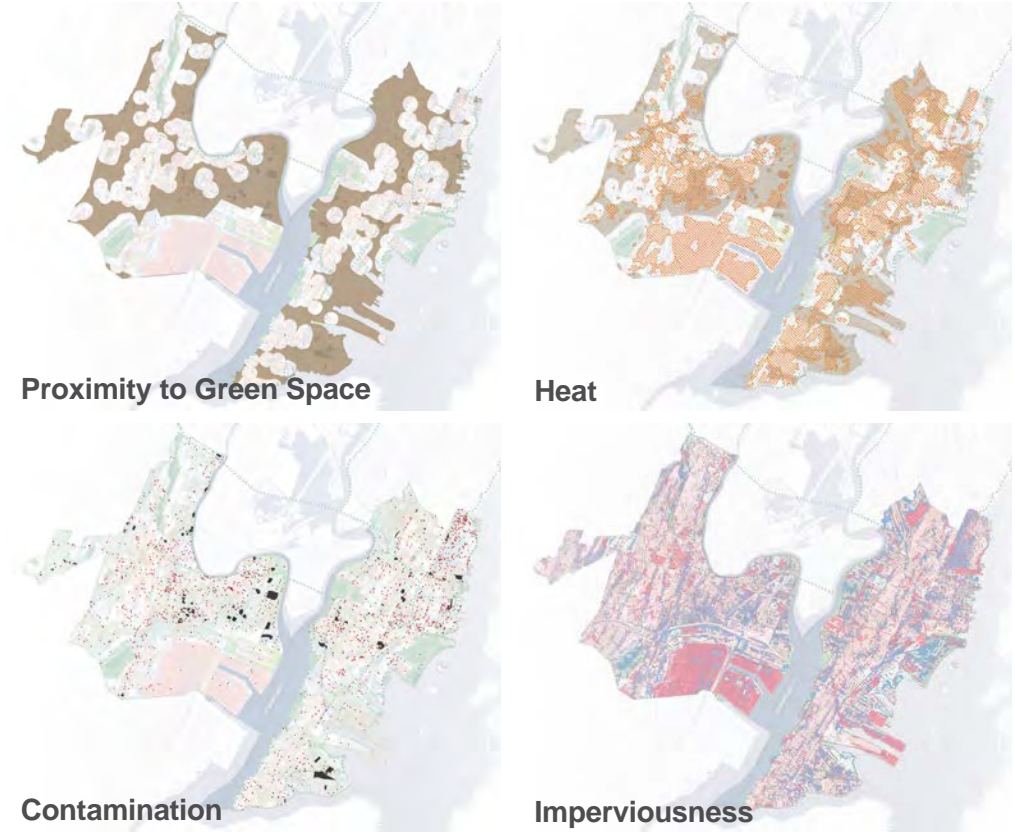 Proximity to Green Space
Heat
Contamination
Imperviousness